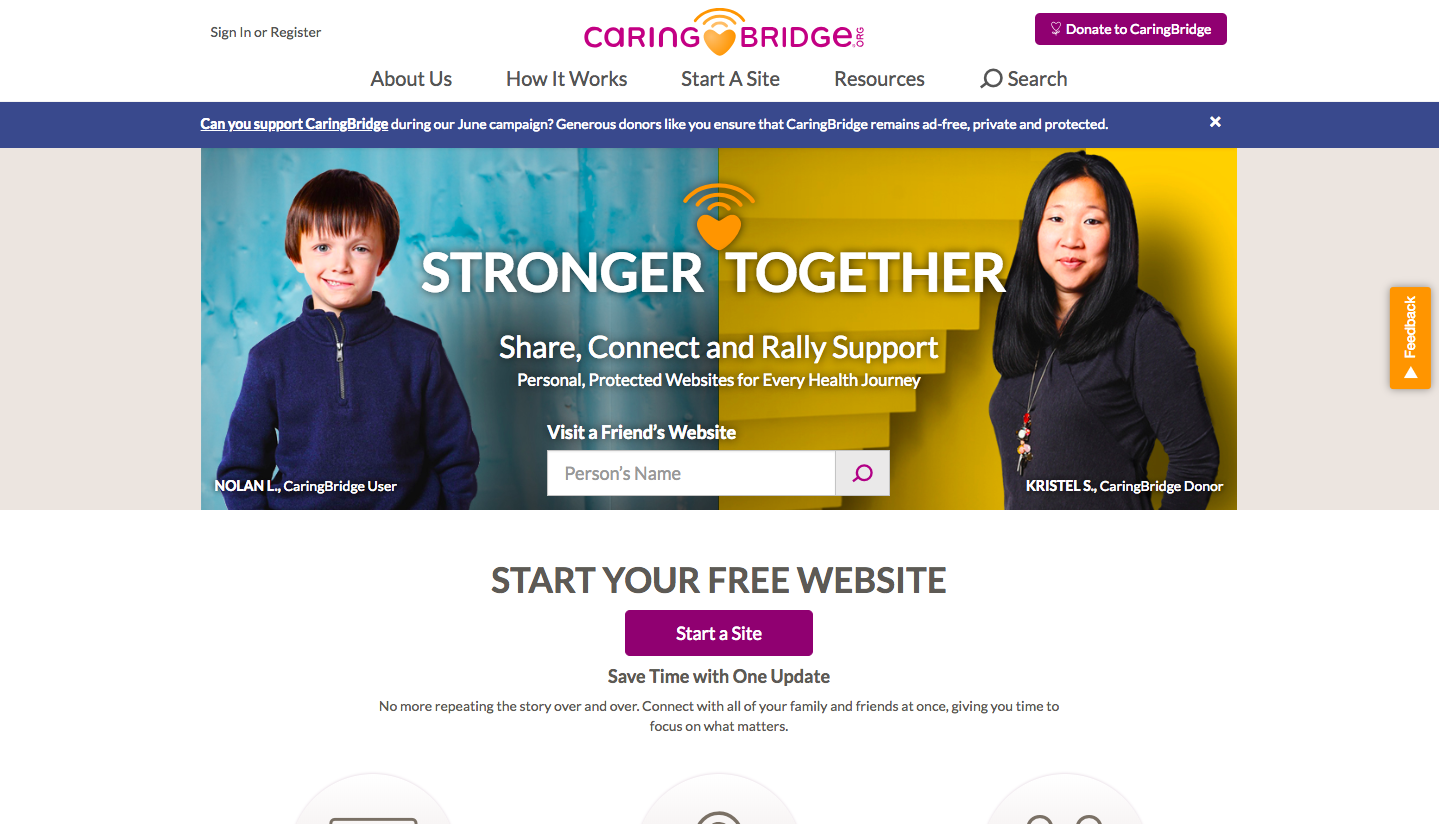 Sign In or Register
CARING BRIDGE.ORG
Donate to CaringBridge
About Us
How It Works
Start A Site
Resources
Search
Can you support CaringBridge during our June campaign? Generous donors like you ensure that CaringBridge remains ad-free, private and protected.
STRONGER TOGETHER
Share, Connect and Rally Support
Personal, Protected Websites for Every Health Journey
Visit a Friend's Website
Person's Name
NOLAN L., CaringBridge User
KRISTEL S., CaringBridge Donor
Feedback
START YOUR FREE WEBSITE
Start a Site
Save Time with One Update
No more repeating the story over and over. Connect with all of your family and friends at once, giving you time to
focus on what matters.